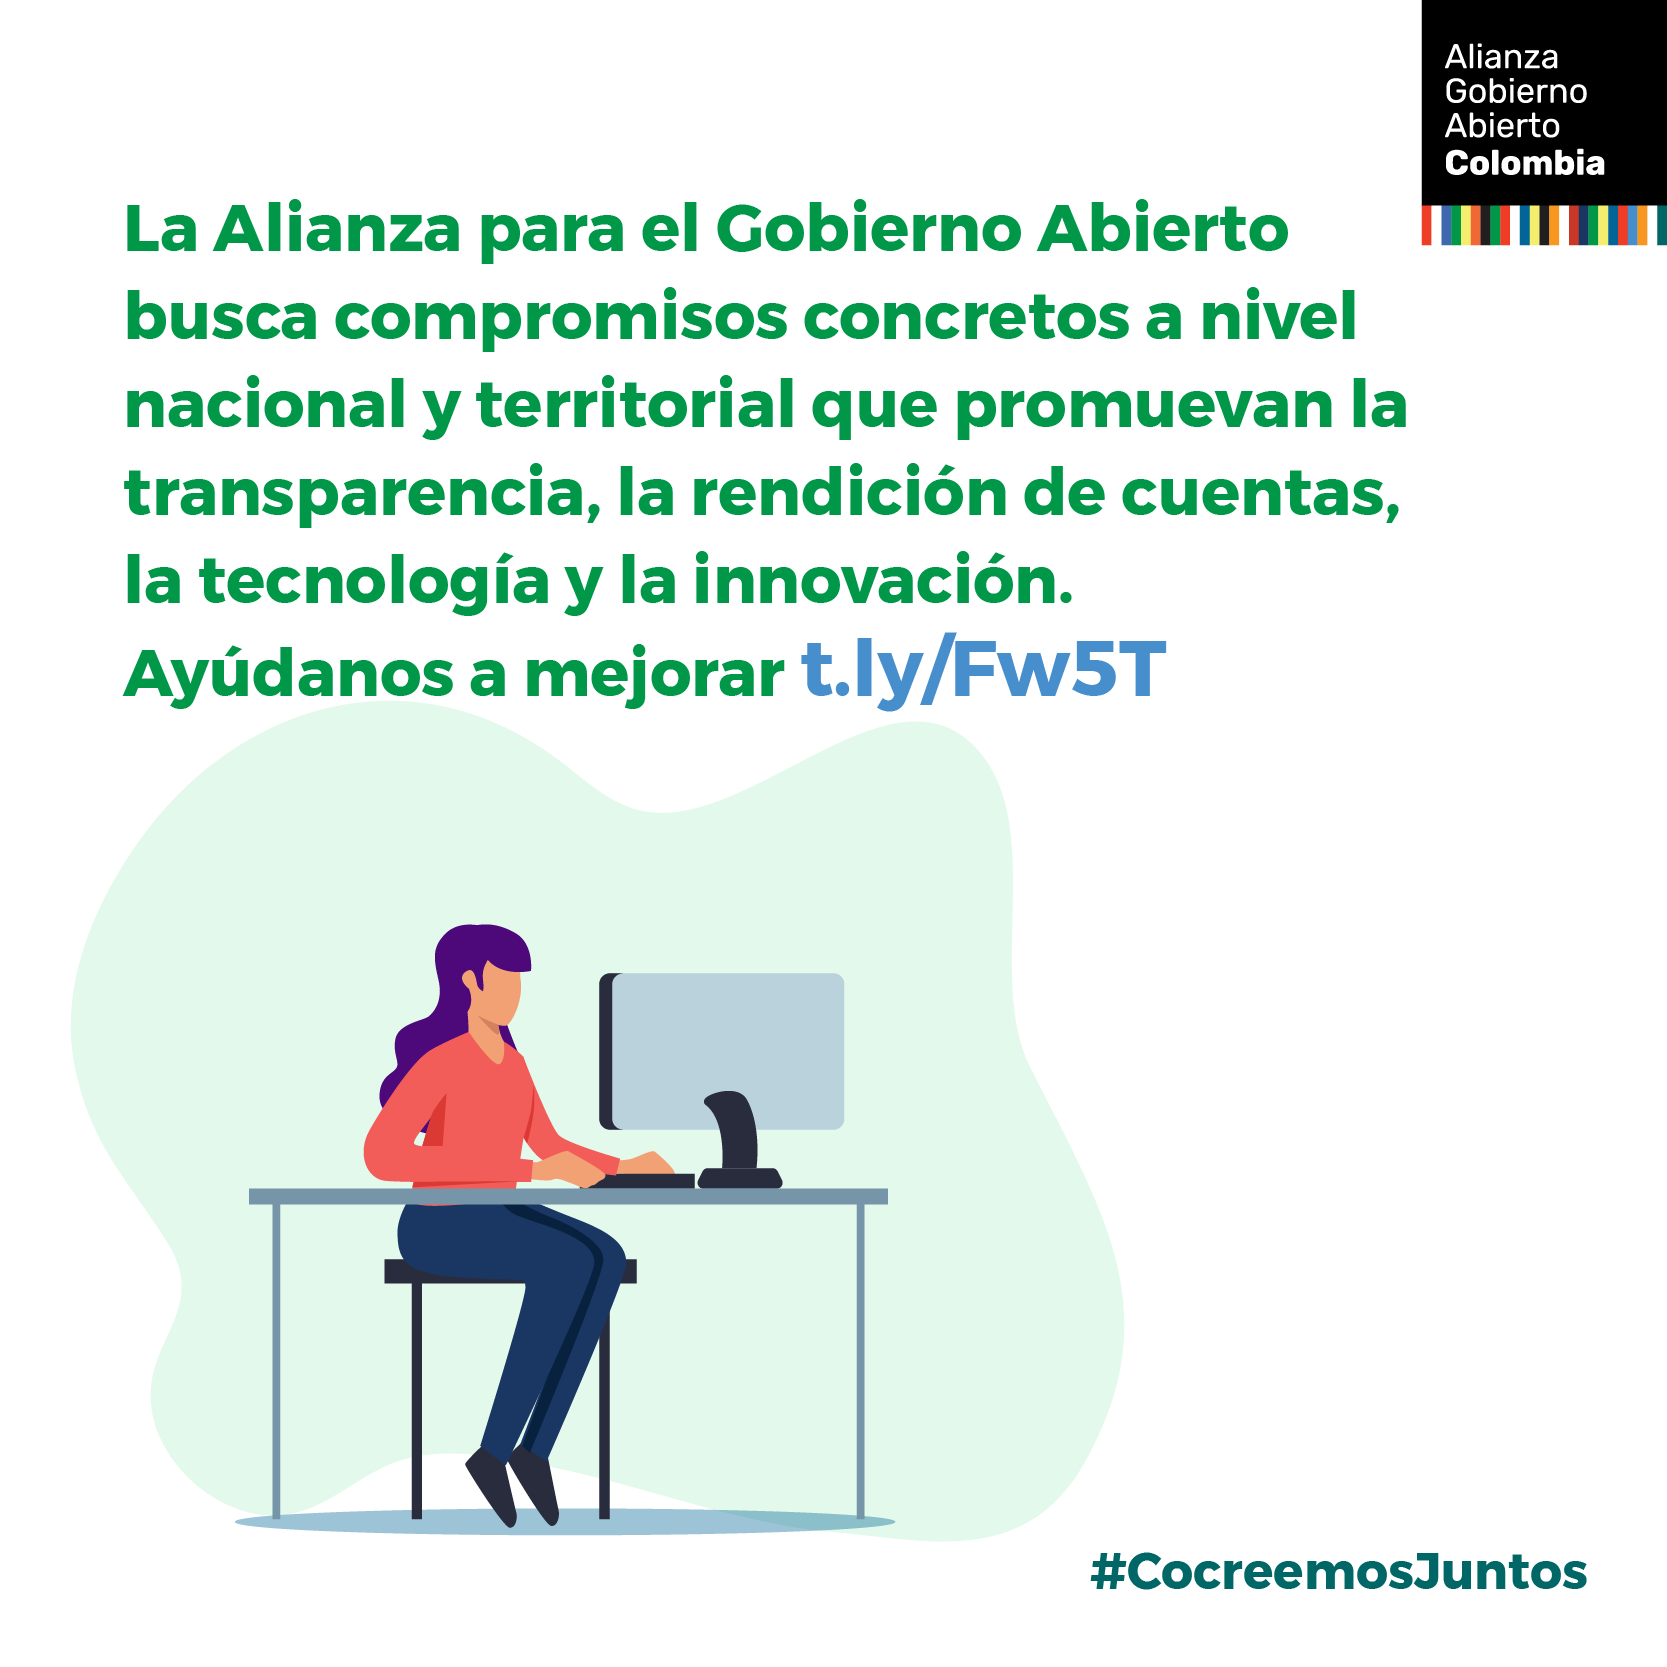 Alianza
Gobierno
Abierto
Colombia
La Alianza para el Gobierno Abierto
busca compromisos concretos a nivel
nacional y territorial que promuevan la
transparencia, la rendición de cuentas,
la tecnología y la innovación.
Ayúdanos a mejorar t.ly/Fw5T
#CocreemosJuntos